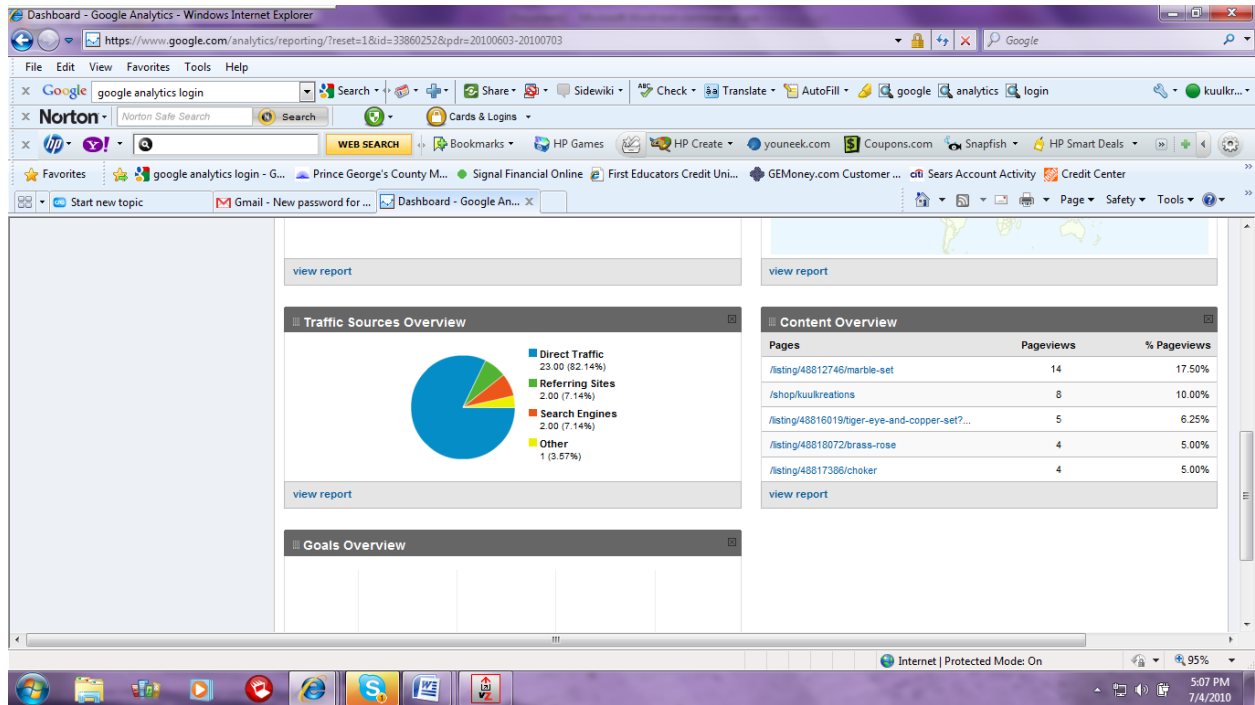 Dashboard - Google Analytics - Windows Internet Explorer
https://www.google.com/analytics/reporting/?reset=1&id=33860252&pdr=20100603-20100703
Google
File Edit View Favorites Tools Help
x Google google analytics login Search Share Sidewiki Check Translate AutoFill google analytics login kuulkr...
x Norton Norton Safe Search Search Cards & Logins
x hp Y! WEB SEARCH Bookmarks HP Games HP Create youneek.com Coupons.com Snapfish HP Smart Deals
Favorites google analytics login - G... Prince George's County M... Signal Financial Online First Educators Credit Uni... GEMoney.com Customer ... citi Sears Account Activity Credit Center
Start new topic Gmail - New password for ... Dashboard - Google An... X Page Safety Tools
view report view report
Traffic Sources Overview
Direct Traffic
23.00 (82.14%)
Referring Sites
2.00 (7.14%)
Search Engines
2.00 (7.14%)
Other
1 (3.57%)
view report
Content Overview
Pages Pageviews % Pageviews
/listing/48812746/marble-set 14 17.50%
/shop/kuulkreations 8 10.00%
/listing/48816019/tiger-eye-and-copper-set?... 5 6.25%
/listing/48818072/brass-rose 4 5.00%
/listing/48817386/choker 4 5.00%
view report
Goals Overview
Internet | Protected Mode: On 95%
5:07 PM
7/4/2010